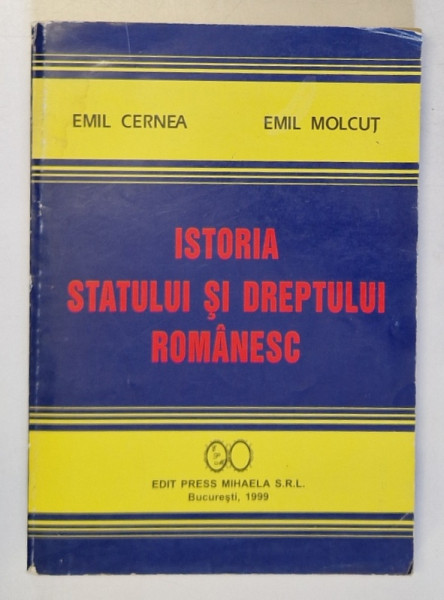 EMIL CERNEA EMIL MOLCUȚ
ISTORIA
STATULUI ȘI DREPTULUI
ROMÂNESC
EDIT PRESS MIHAELA S.R.L.
București, 1999